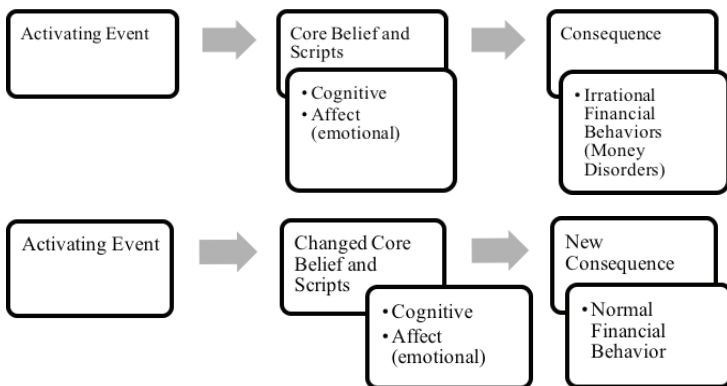 Activating Event
Core Belief and
Scripts
• Cognitive
• Affect
(emotional)
Consequence
• Irrational
Financial
Behaviors
(Money
Disorders)
Activating Event
Changed Core
Belief and
Scripts
• Cognitive
• Affect
(emotional)
New
Consequence
• Normal
Financial
Behavior